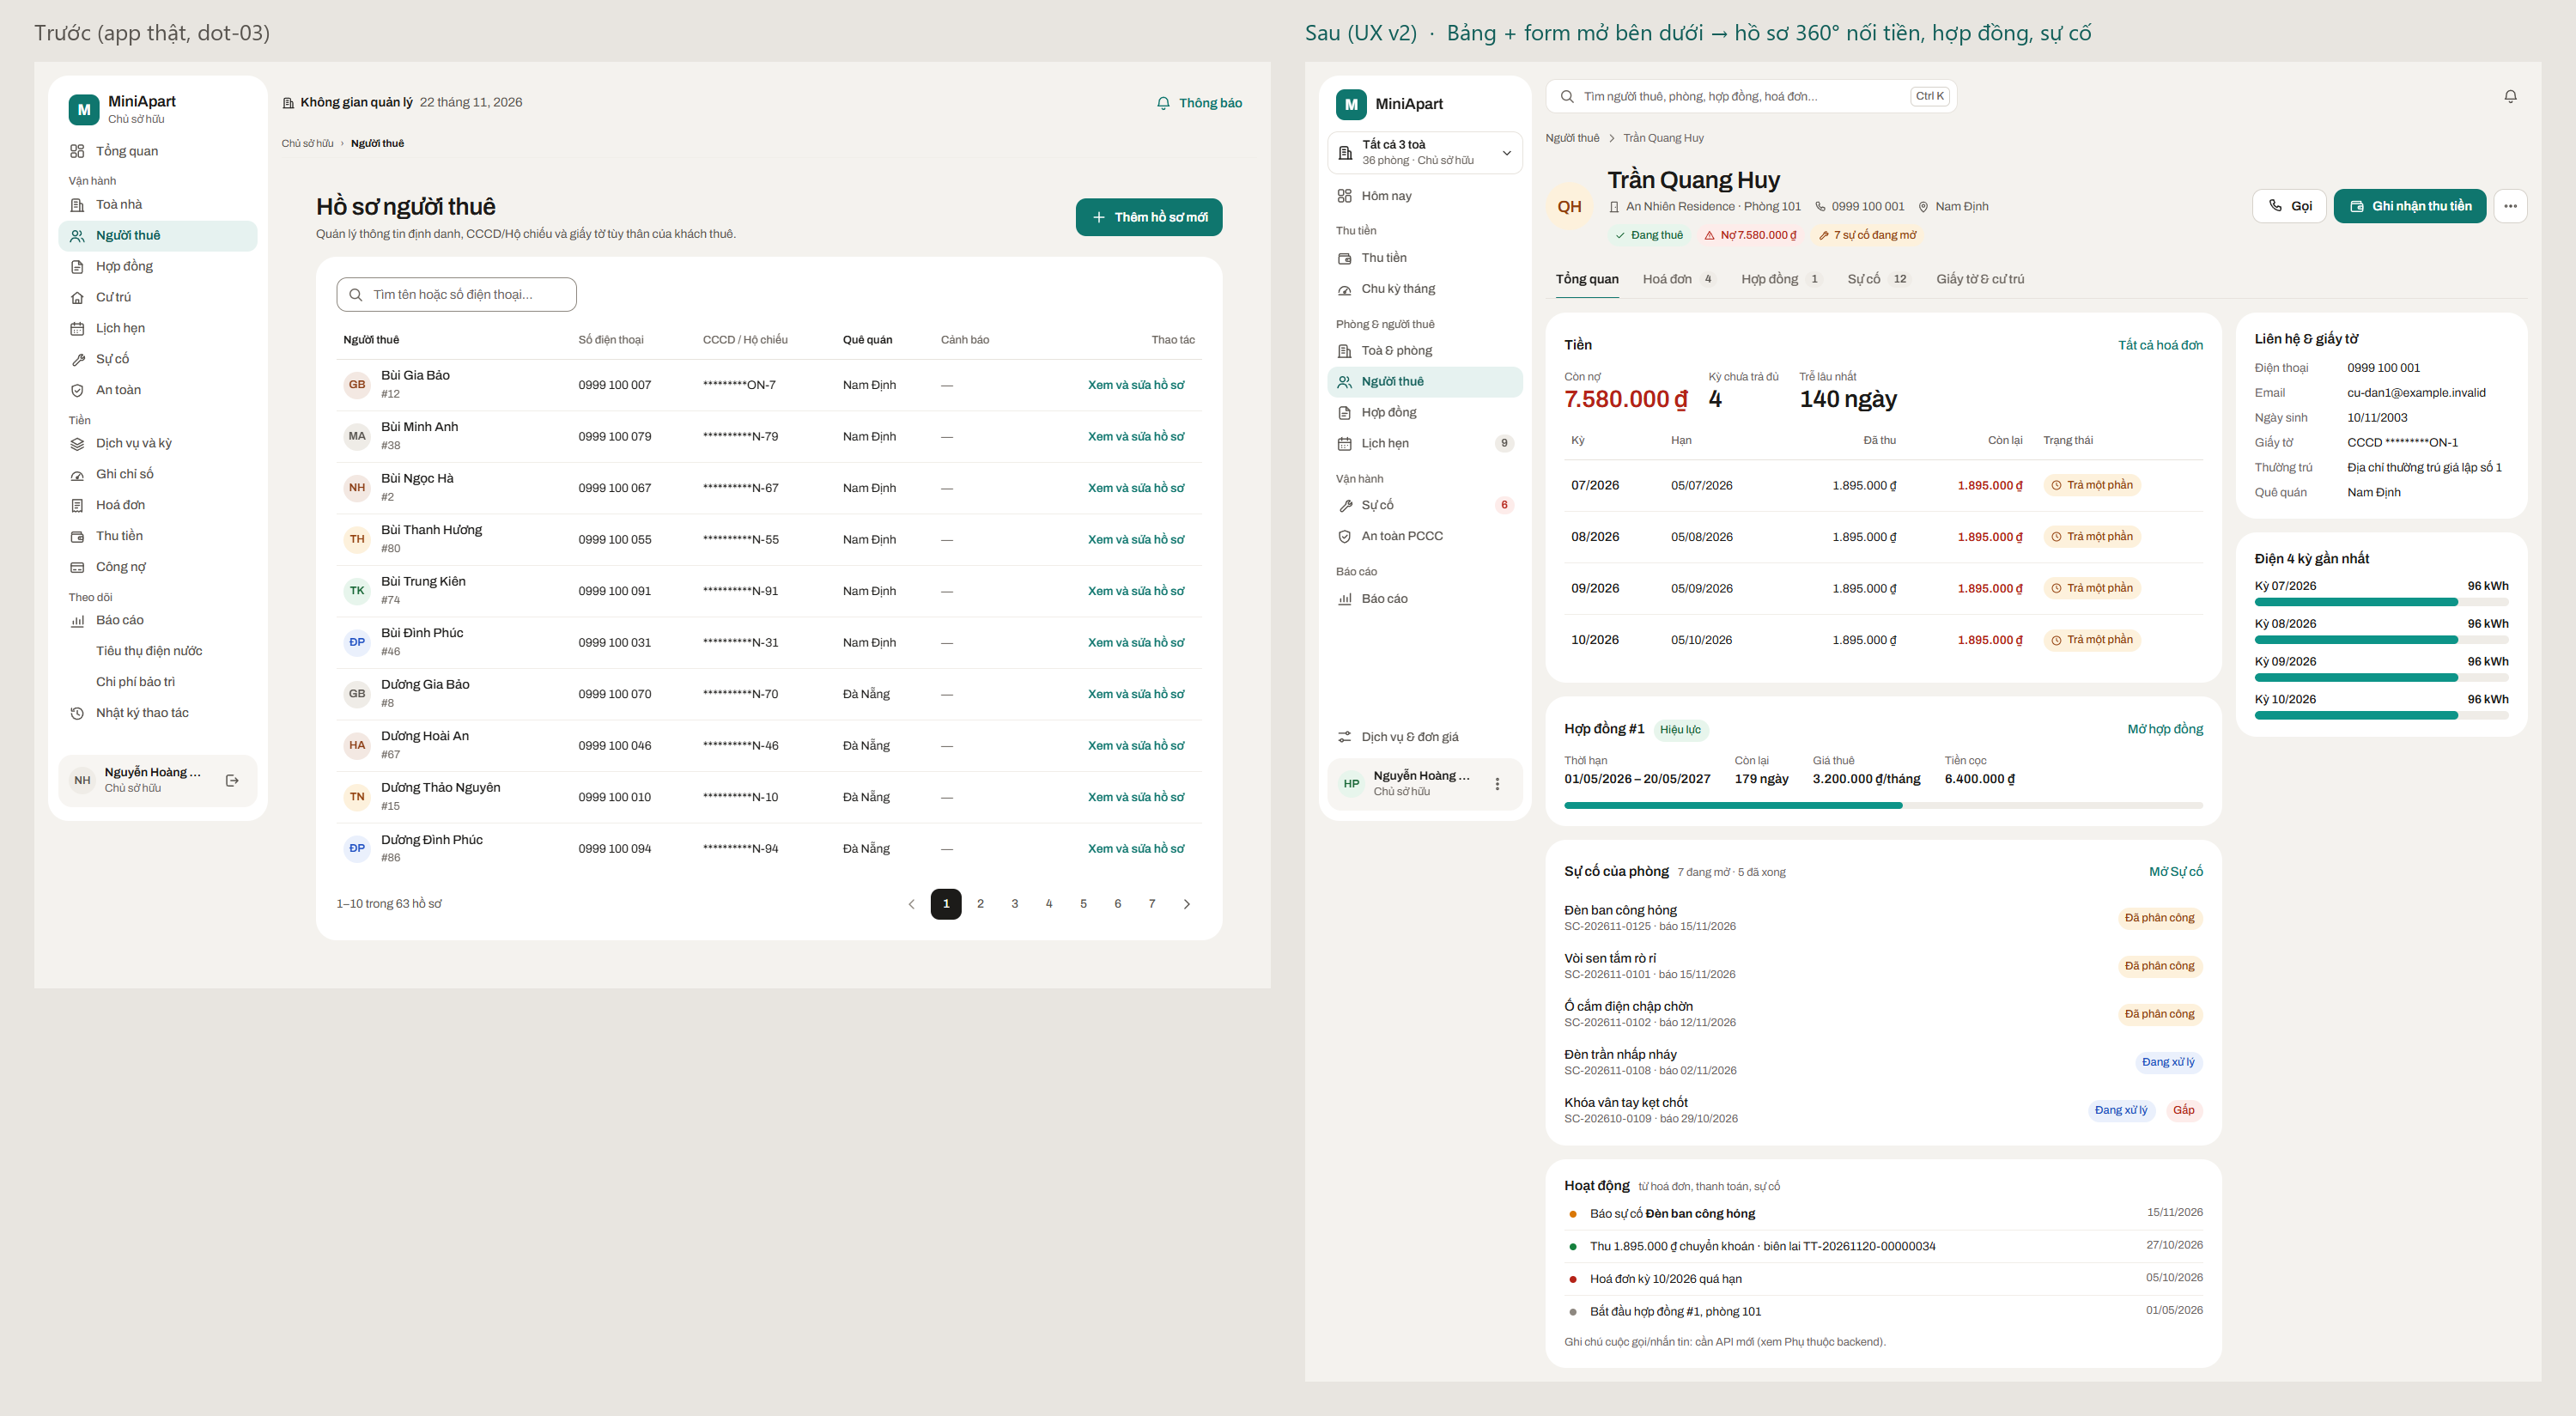 Trước (app thật, dot-03)
M
MiniApart
Chủ sở hữu
Tổng quan
Vận hành
Toà nhà
Người thuê
Hợp đồng
Cư trú
Lịch hẹn
Sự cố
An toàn
Tiền
Dịch vụ và kỳ
Ghi chỉ số
Hoá đơn
Thu tiền
Công nợ
Theo dõi
Báo cáo
Tiêu thụ điện nước
Chi phí bảo trì
Nhật ký thao tác
NH
Nguyễn Hoàng ...
Chủ sở hữu
Không gian quản lý 22 tháng 11, 2026
Thông báo
Chủ sở hữu › Người thuê
Hồ sơ người thuê
Quản lý thông tin định danh, CCCD/Hộ chiếu và giấy tờ tùy thân của khách thuê.
Thêm hồ sơ mới
Tìm tên hoặc số điện thoại...
Người thuê Số điện thoại CCCD / Hộ chiếu Quê quán Cảnh báo Thao tác
GB Bùi Gia Bảo 0999 100 007 *********ON-7 Nam Định — Xem và sửa hồ sơ
#12
MA Bùi Minh Anh 0999 100 079 **********N-79 Nam Định — Xem và sửa hồ sơ
#38
NH Bùi Ngọc Hà 0999 100 067 **********N-67 Nam Định — Xem và sửa hồ sơ
#2
TH Bùi Thanh Hương 0999 100 055 **********N-55 Nam Định — Xem và sửa hồ sơ
#80
TK Bùi Trung Kiên 0999 100 091 **********N-91 Nam Định — Xem và sửa hồ sơ
#74
ĐP Bùi Đình Phúc 0999 100 031 **********N-31 Nam Định — Xem và sửa hồ sơ
#46
GB Dương Gia Bảo 0999 100 070 **********N-70 Đà Nẵng — Xem và sửa hồ sơ
#8
HA Dương Hoài An 0999 100 046 **********N-46 Đà Nẵng — Xem và sửa hồ sơ
#67
TN Dương Thảo Nguyên 0999 100 010 **********N-10 Đà Nẵng — Xem và sửa hồ sơ
#15
ĐP Dương Đình Phúc 0999 100 094 **********N-94 Đà Nẵng — Xem và sửa hồ sơ
#86
1–10 trong 63 hồ sơ
1 2 3 4 5 6 7
Sau (UX v2) · Bảng + form mở bên dưới → hồ sơ 360° nối tiền, hợp đồng, sự cố
M MiniApart
Tất cả 3 toà
36 phòng · Chủ sở hữu
Hôm nay
Thu tiền
Thu tiền
Chu kỳ tháng
Phòng & người thuê
Toà & phòng
Người thuê
Hợp đồng
Lịch hẹn 9
Vận hành
Sự cố 6
An toàn PCCC
Báo cáo
Báo cáo
Dịch vụ & đơn giá
HP
Nguyễn Hoàng ...
Chủ sở hữu
Tìm người thuê, phòng, hợp đồng, hoá đơn... Ctrl K
Người thuê Trần Quang Huy
QH
Trần Quang Huy
An Nhiên Residence · Phòng 101 0999 100 001 Nam Định
Đang thuê Nợ 7.580.000 ₫ 7 sự cố đang mở
Gọi
Ghi nhận thu tiền
Tổng quan Hoá đơn 4 Hợp đồng 1 Sự cố 12 Giấy tờ & cư trú
Tiền Tất cả hoá đơn
Còn nợ Kỳ chưa trả đủ Trễ lâu nhất
7.580.000 ₫ 4 140 ngày
Kỳ Hạn Đã thu Còn lại Trạng thái
07/2026 05/07/2026 1.895.000 ₫ 1.895.000 ₫ Trả một phần
08/2026 05/08/2026 1.895.000 ₫ 1.895.000 ₫ Trả một phần
09/2026 05/09/2026 1.895.000 ₫ 1.895.000 ₫ Trả một phần
10/2026 05/10/2026 1.895.000 ₫ 1.895.000 ₫ Trả một phần
Hợp đồng #1 Hiệu lực Mở hợp đồng
Thời hạn Còn lại Giá thuê Tiền cọc
01/05/2026 – 20/05/2027 179 ngày 3.200.000 ₫/tháng 6.400.000 ₫
Sự cố của phòng 7 đang mở · 5 đã xong Mở Sự cố
Đèn ban công hỏng Đã phân công
SC-202611-0125 · báo 15/11/2026
Vòi sen tắm rò rỉ Đã phân công
SC-202611-0101 · báo 15/11/2026
Ổ cắm điện chập chờn Đã phân công
SC-202611-0102 · báo 12/11/2026
Đèn trần nhấp nháy Đang xử lý
SC-202611-0108 · báo 02/11/2026
Khóa vân tay kẹt chốt Đang xử lý Gấp
SC-202610-0109 · báo 29/10/2026
Hoạt động từ hoá đơn, thanh toán, sự cố
Báo sự cố Đèn ban công hỏng 15/11/2026
Thu 1.895.000 ₫ chuyển khoản · biên lai TT-20261120-00000034 27/10/2026
Hoá đơn kỳ 10/2026 quá hạn 05/10/2026
Bắt đầu hợp đồng #1, phòng 101 01/05/2026
Ghi chú cuộc gọi/nhắn tin: cần API mới (xem Phụ thuộc backend).
Liên hệ & giấy tờ
Điện thoại 0999 100 001
Email cu-dan1@example.invalid
Ngày sinh 10/11/2003
Giấy tờ CCCD *********ON-1
Thường trú Địa chỉ thường trú giả lập số 1
Quê quán Nam Định
Điện 4 kỳ gần nhất
Kỳ 07/2026 96 kWh
Kỳ 08/2026 96 kWh
Kỳ 09/2026 96 kWh
Kỳ 10/2026 96 kWh